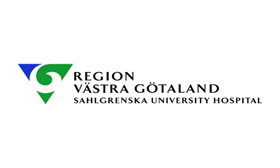 REGION
VÄSTRA GÖTALAND
SAHLGRENSKA UNIVERSITY HOSPITAL